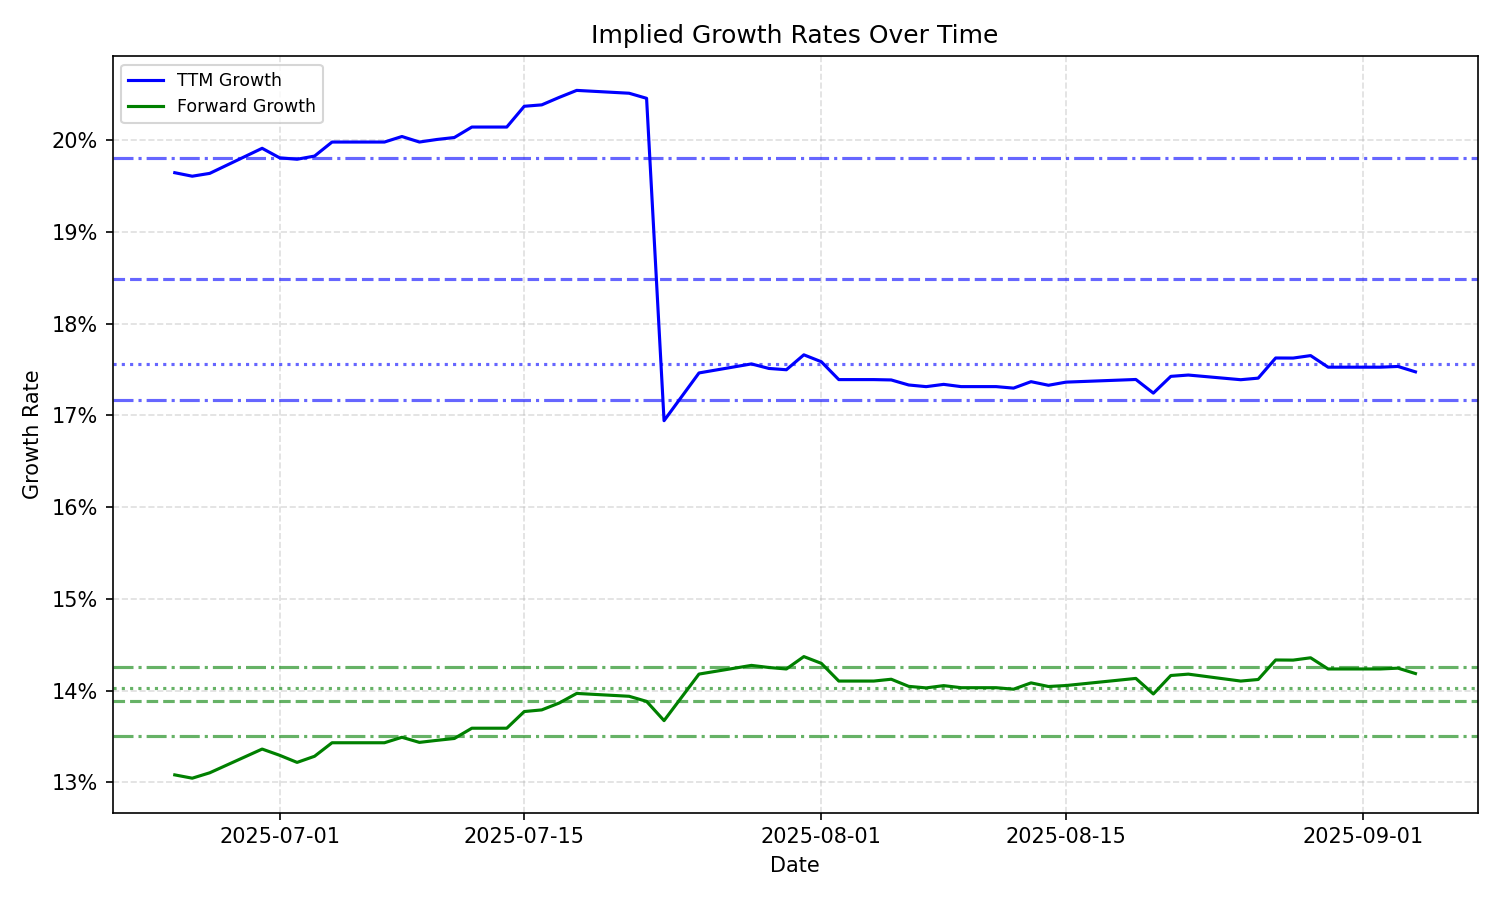 Implied Growth Rates Over Time
TTM Growth
Forward Growth
20%
19%
18%
17%
16%
15%
14%
13%
Growth Rate
2025-07-01
2025-07-15
2025-08-01
2025-08-15
2025-09-01
Date